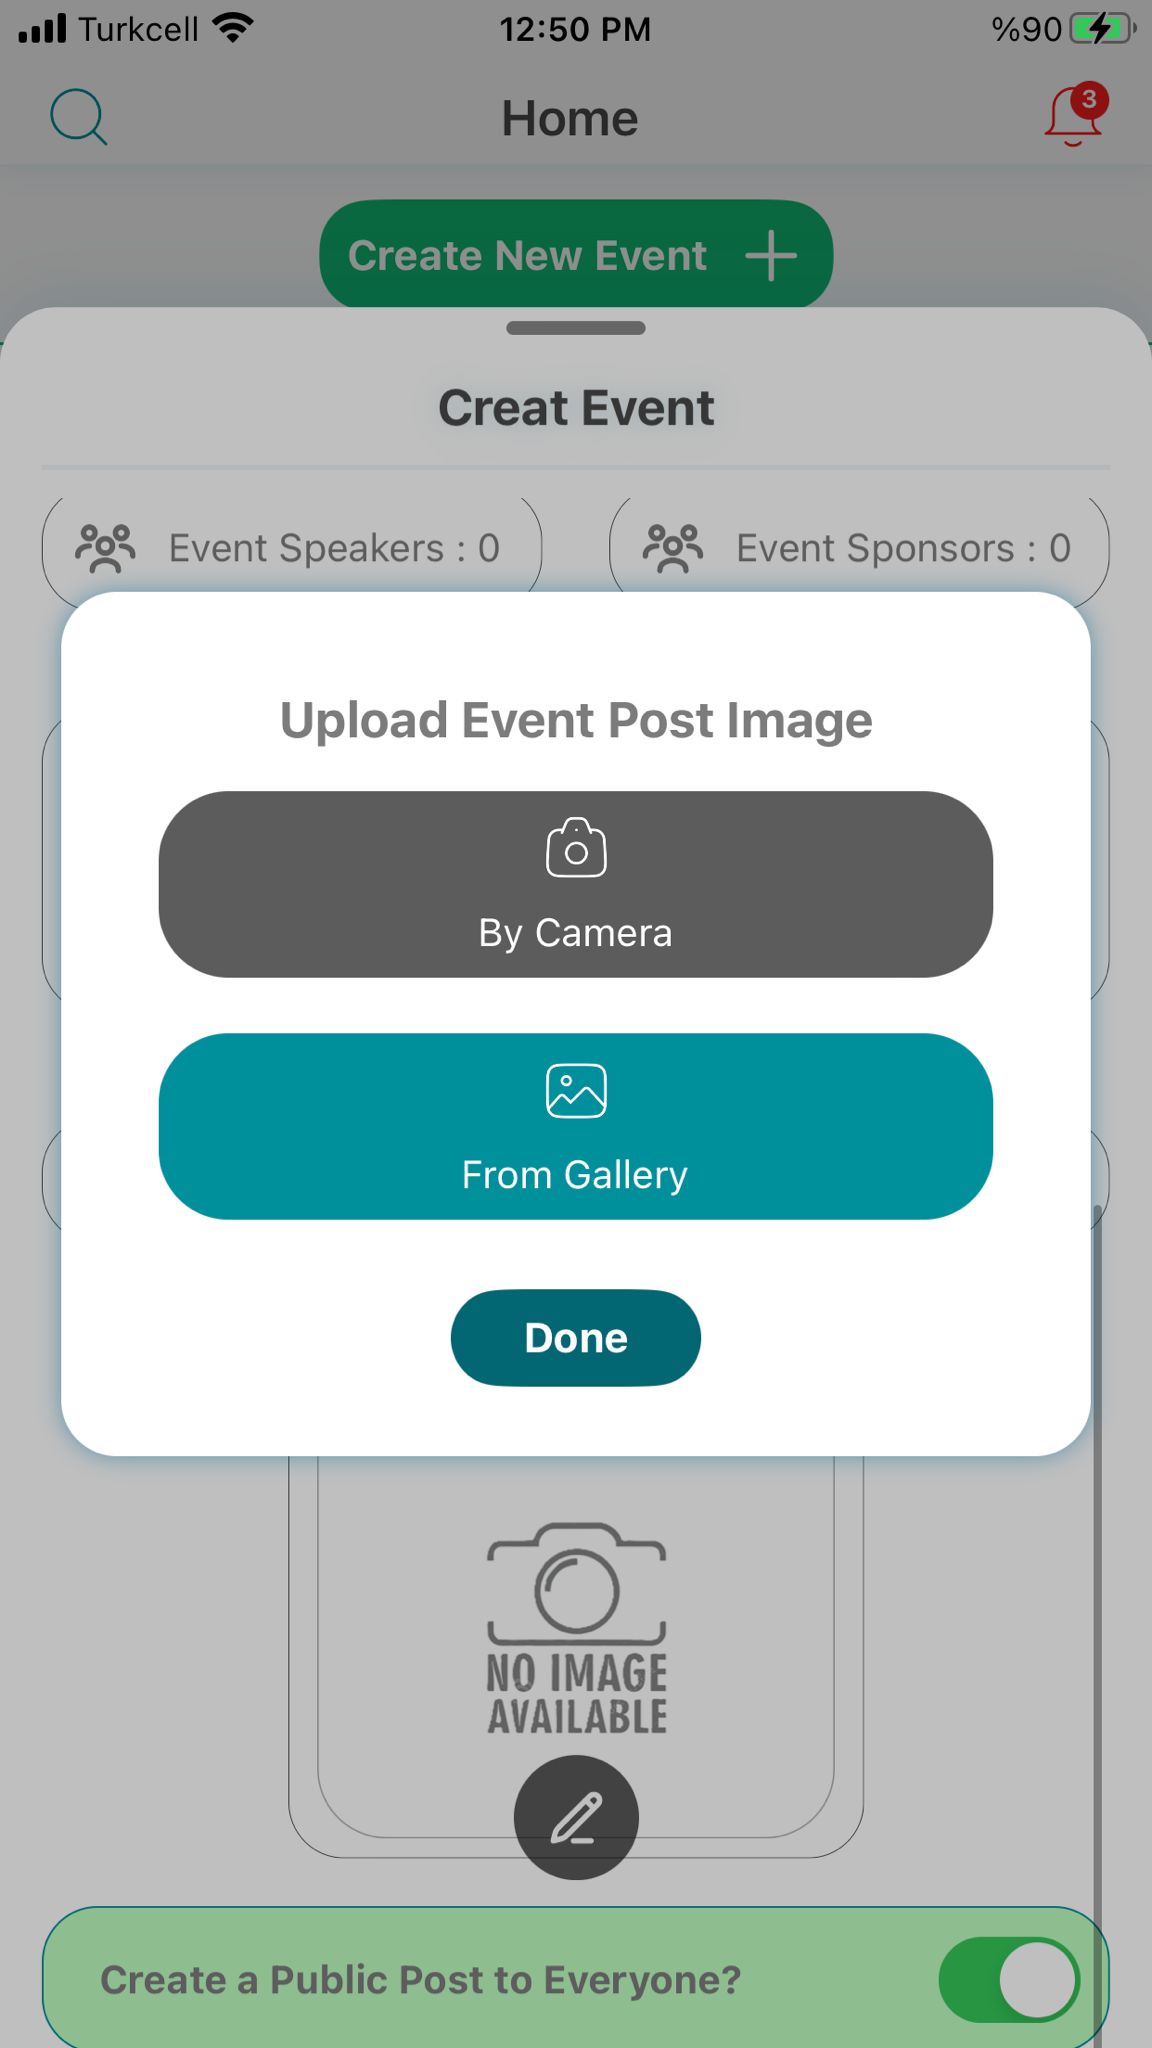 Turkcell
12:50 PM
%90
Home
3
Create New Event
Creat Event
Event Speakers : 0
Event Sponsors : 0
Upload Event Post Image
By Camera
From Gallery
Done
NO IMAGE
AVAILABLE
Create a Public Post to Everyone?